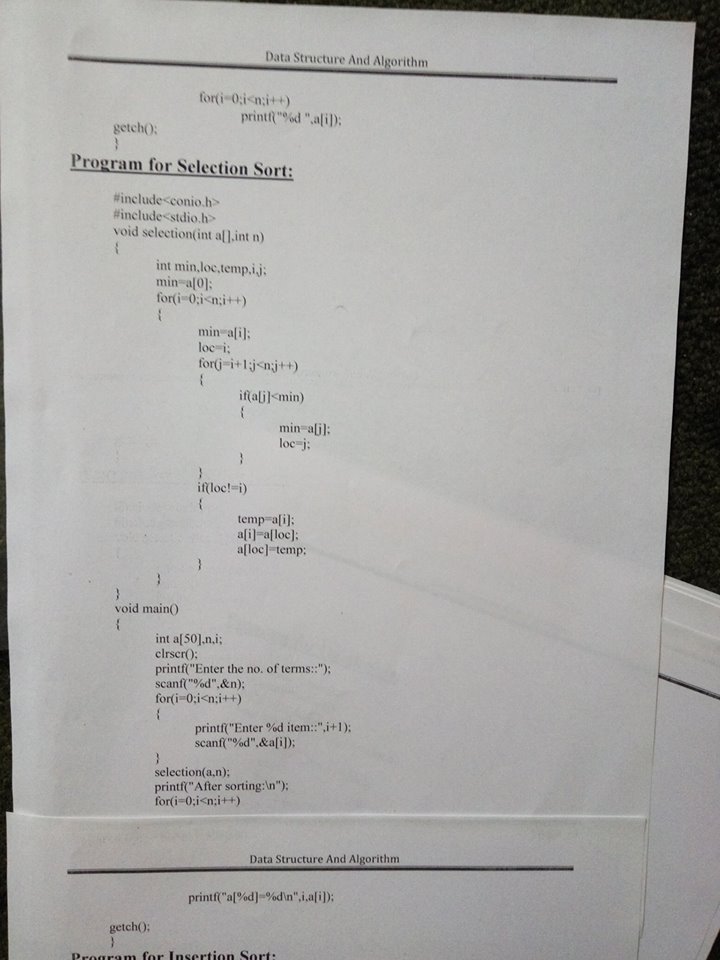 Data Structure And Algorithm
for(i=0;i<n;i++)
printf("%d ",a[i]);
getch();
}
Program for Selection Sort:
#include<conio.h>
#include<stdio.h>
void selection(int a[],int n)
{
int min,loc,temp,i,j;
min=a[0];
for(i=0;i<n;i++)
{
min=a[i];
loc=i;
for(j=i+1;j<n;j++)
{
if(a[j]<min)
{
min=a[j];
loc=j;
}
}
if(loc!=i)
{
temp=a[i];
a[i]=a[loc];
a[loc]=temp;
}
}
}
void main()
{
int a[50],n,i;
clrscr();
printf("Enter the no. of terms::");
scanf("%d",&n);
for(i=0;i<n;i++)
{
printf("Enter %d item::",i+1);
scanf("%d",&a[i]);
}
selection(a,n);
printf("After sorting:\n");
for(i=0;i<n;i++)
Data Structure And Algorithm
printf("a[%d]=%d\n",i,a[i]);
getch();
}
Program for Insertion Sort: